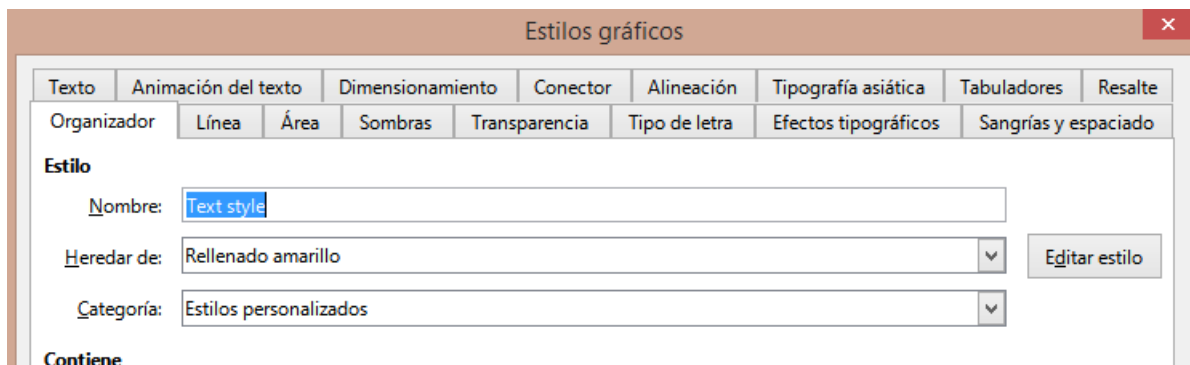 Estilos gráficos
Texto Animación del texto Dimensionamiento Conector Alineación Tipografía asiática Tabuladores Resalte
Organizador Línea Área Sombras Transparencia Tipo de letra Efectos tipográficos Sangrías y espaciado
Estilo
Nombre: Text style
Heredar de: Rellenado amarillo Editar estilo
Categoría: Estilos personalizados
Contiene